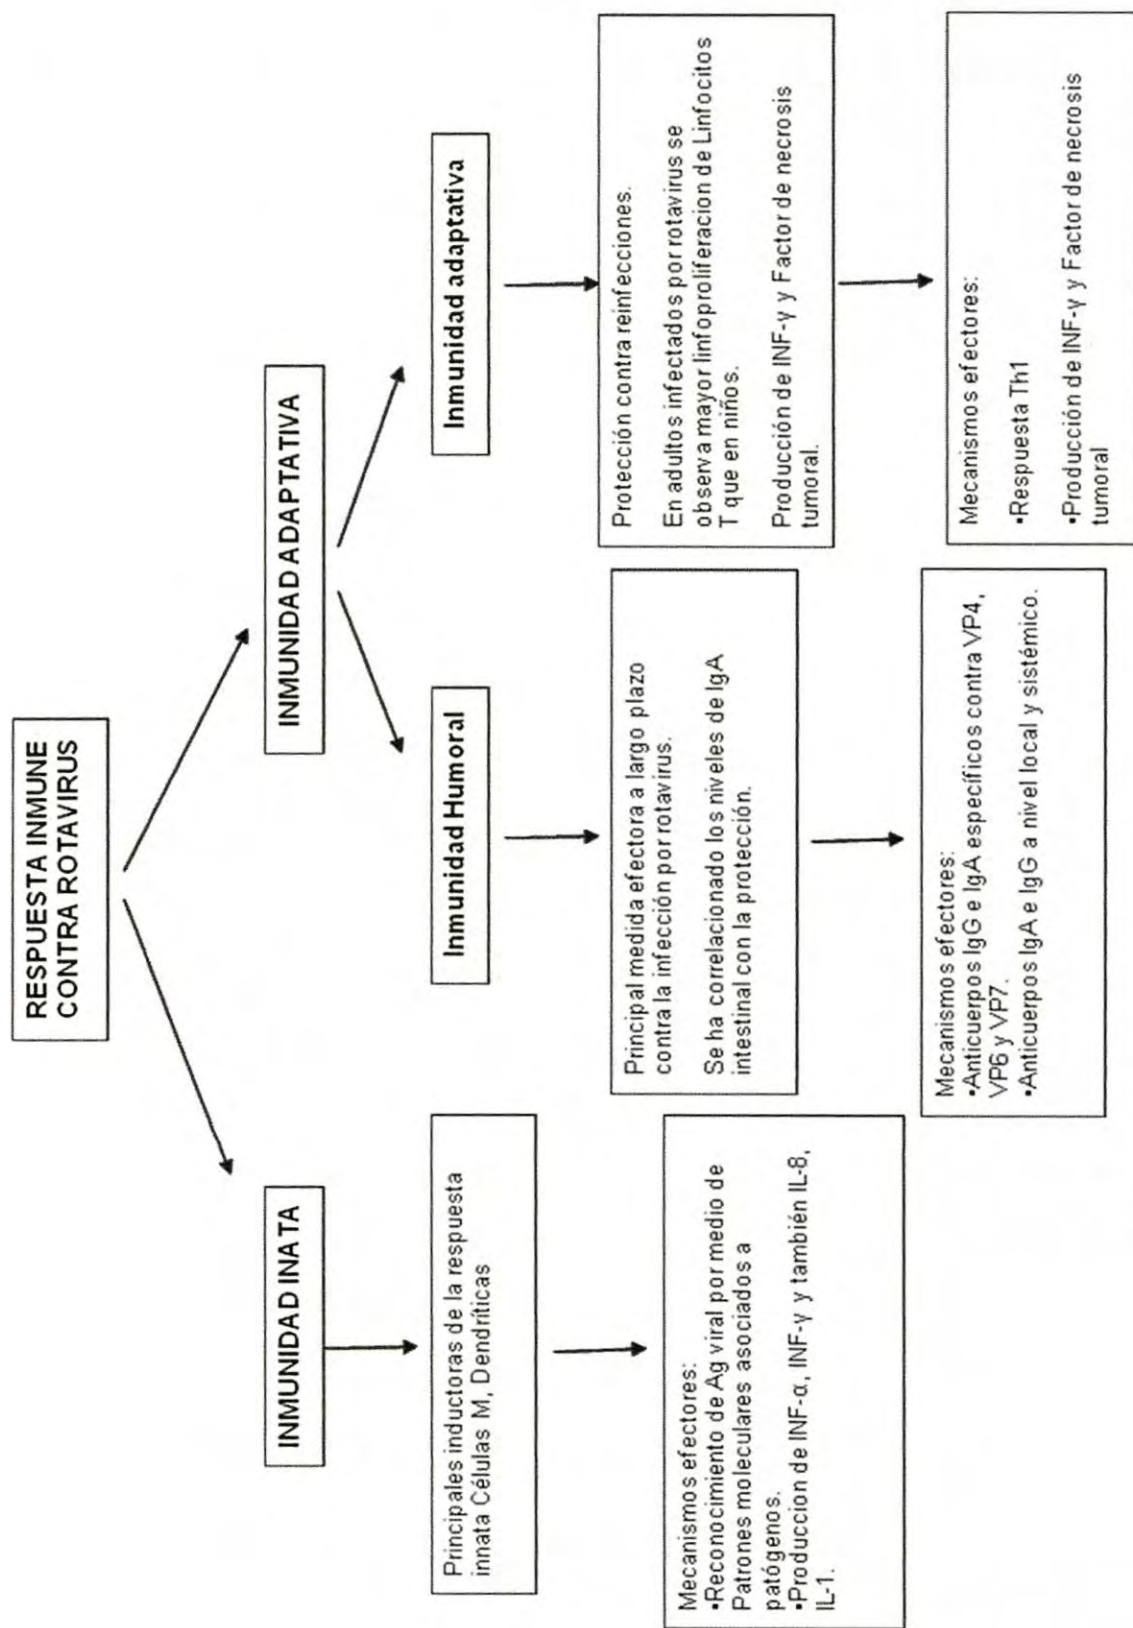 RESPUESTA INMUNE
CONTRA ROTAVIRUS
INMUNIDAD INATA
Principales inductoras de la respuesta
innata Células M, Dendríticas
Mecanismos efectores:
•Reconocimiento de Ag viral por medio de
Patrones moleculares asociados a
patógenos.
•Produccion de INF-α, INF-γ y también IL-8,
IL-1.
INMUNIDAD ADAPTATIVA
Inmunidad Humoral
Principal medida efectora a largo plazo
contra la infección por rotavirus.
Se ha correlacionado los niveles de IgA
intestinal con la protección.
Mecanismos efectores:
•Anticuerpos IgG e IgA específicos contra VP4,
VP6 y VP7.
•Anticuerpos IgA e IgG a nivel local y sistémico.
Inmunidad adaptativa
Protección contra reinfecciones.
En adultos infectados por rotavirus se
observa mayor linfoproliferacion de Linfocitos
T que en niños.
Producción de INF-γ y Factor de necrosis
tumoral.
Mecanismos efectores:
•Respuesta Th1
•Producción de INF-γ y Factor de necrosis
tumoral